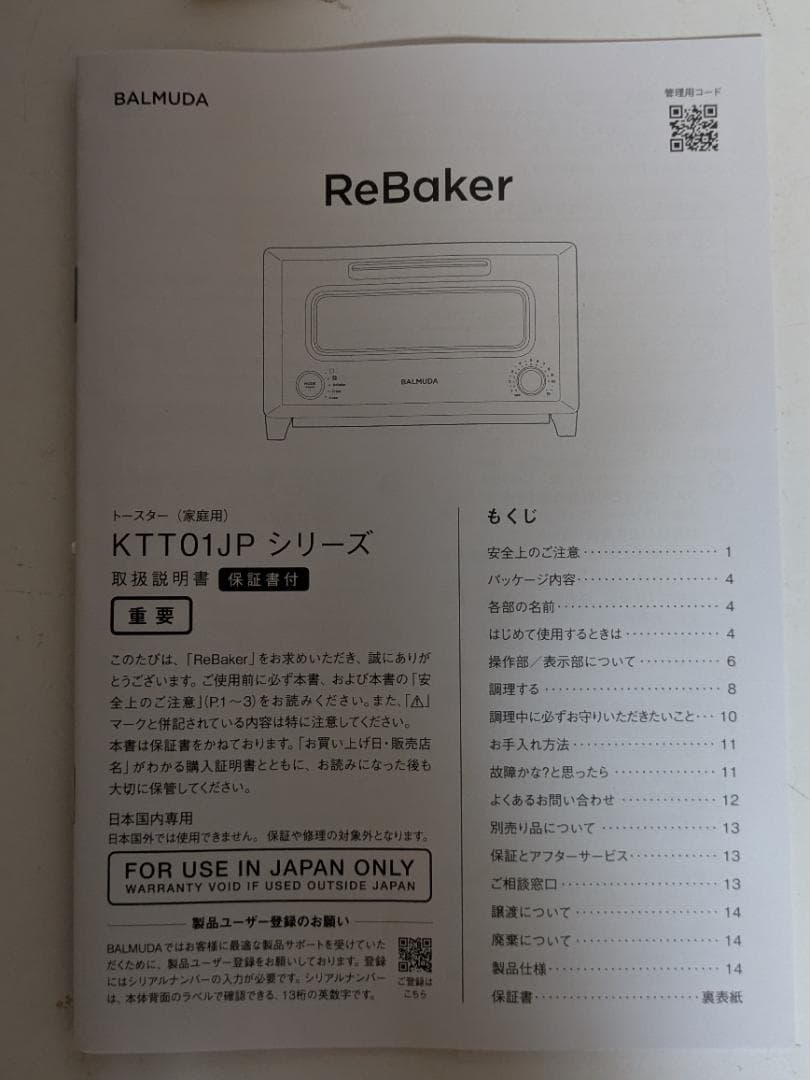 BALMUDA
管理用コード
ReBaker
BALMUDA
トースター（家庭用）
KTT01JP シリーズ
取扱説明書 保証書付
重要
このたびは、「ReBaker」をお求めいただき、誠にありが
とうございます。ご使用前に必ず本書、および本書の「安
全上のご注意」(P.1～3)をお読みください。また、「⚠」
マークと併記されている内容は特に注意してください。
本書は保証書をかねております。「お買い上げ日・販売店
名」がわかる購入証明書とともに、お読みになった後も
大切に保管してください。
日本国内専用
日本国外では使用できません。保証や修理の対象外となります。
FOR USE IN JAPAN ONLY
WARRANTY VOID IF USED OUTSIDE JAPAN
製品ユーザー登録のお願い
BALMUDAではお客様に最適な製品サポートを受けていた
だくために、製品ユーザー登録をお願いしております。登録
にはシリアルナンバーの入力が必要です。シリアルナンバー
は、本体背面のラベルで確認できる、13桁の英数字です。
ご登録は
こちら
もくじ
安全上のご注意 ···················· 1
パッケージ内容 ···················· 4
各部の名前 ························ 4
はじめて使用するときは ·············· 4
操作部／表示部について ·············· 6
調理する ·························· 8
調理中に必ずお守りいただきたいこと ··· 10
お手入れ方法 ······················ 11
故障かな?と思ったら ················ 11
よくあるお問い合わせ ················ 12
別売り品について ·················· 13
保証とアフターサービス ·············· 13
ご相談窓口 ························ 13
譲渡について ······················ 14
廃棄について ······················ 14
製品仕様 ·························· 14
保証書 ························ 裏表紙